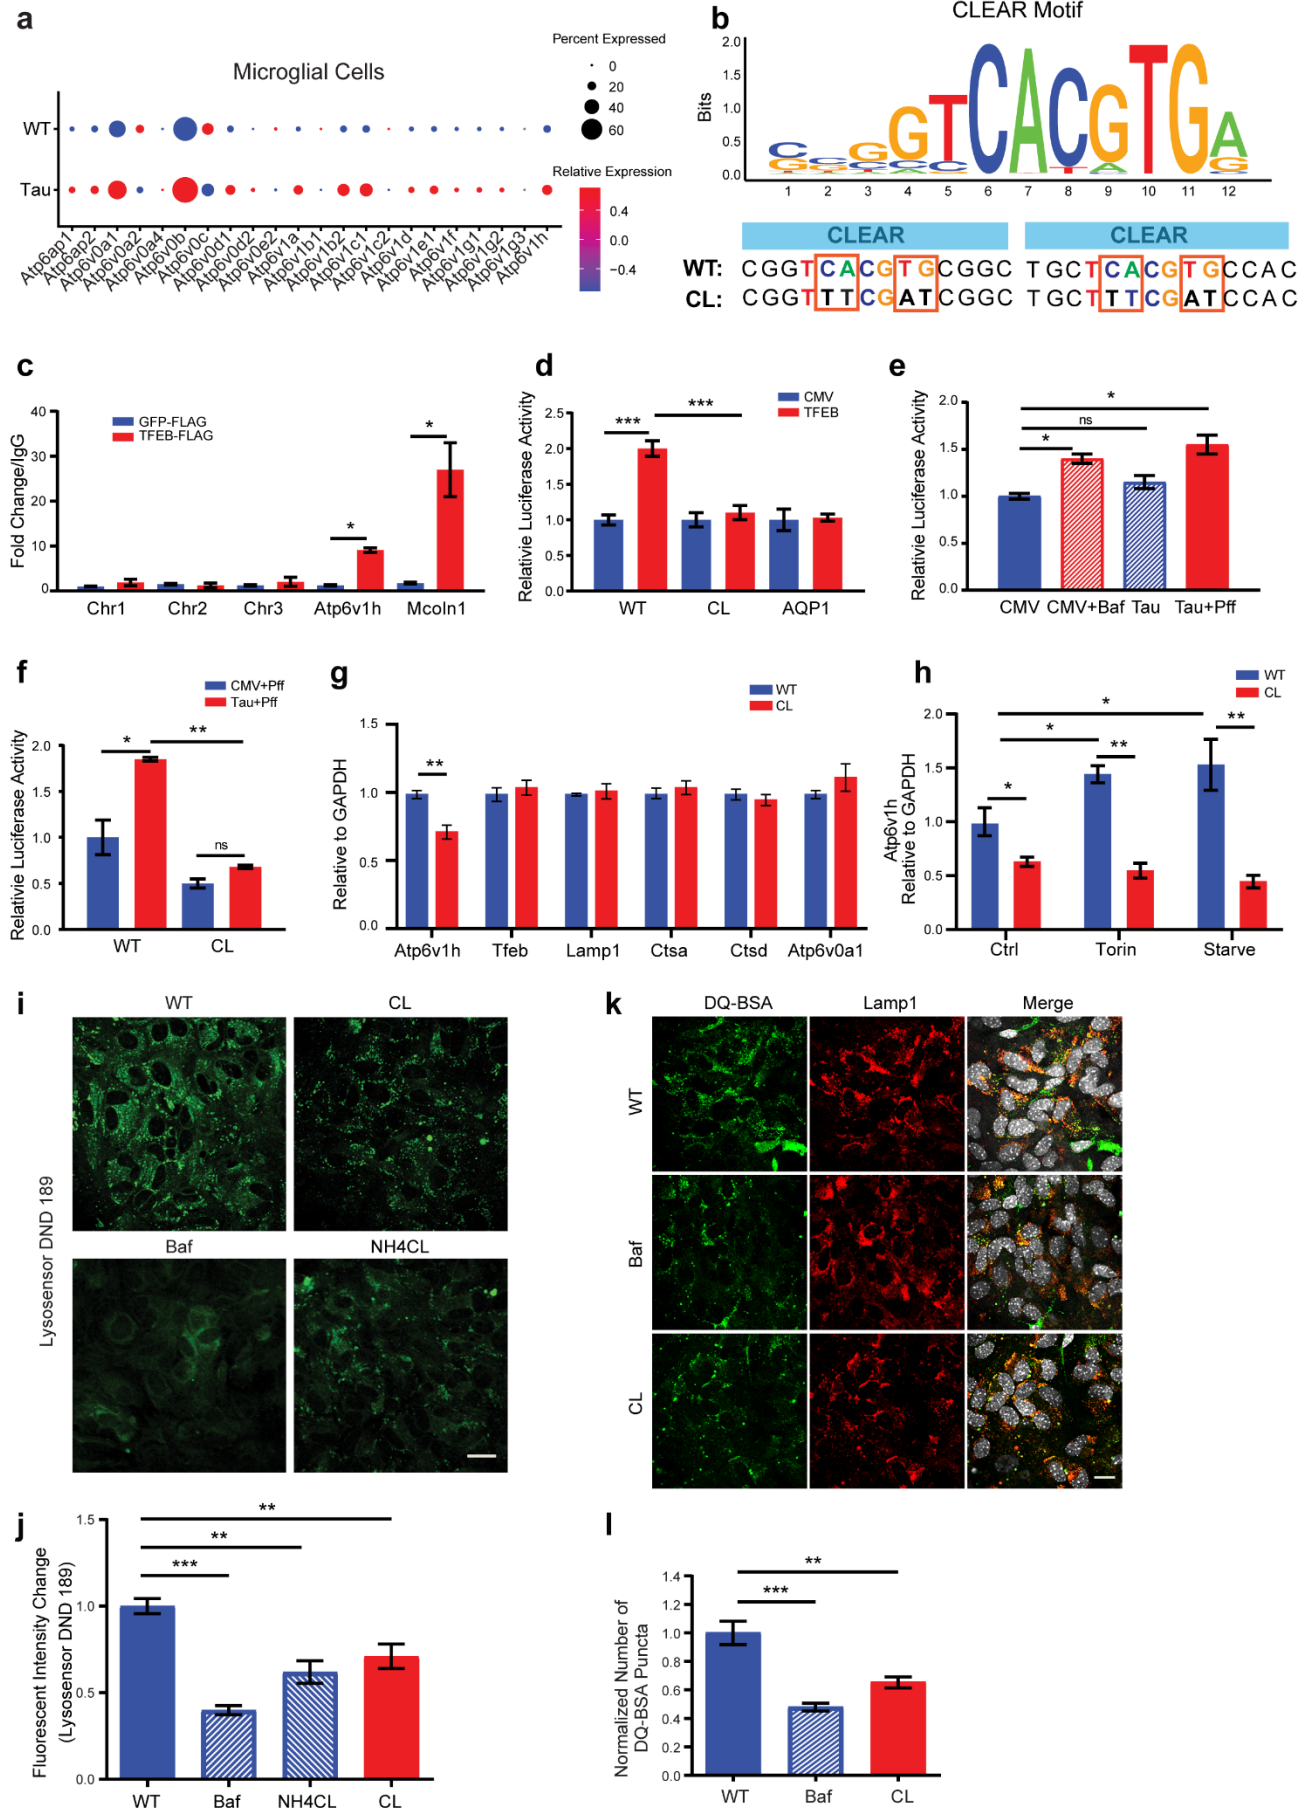 a
Microglial Cells
WT
Tau
Atp6ap1
Atp6ap2
Atp6v0a1
Atp6v0a2
Atp6v0a4
Atp6v0b
Atp6v0c
Atp6v0d1
Atp6v0d2
Atp6v0e2
Atp6v1a
Atp6v1b1
Atp6v1b2
Atp6v1c1
Atp6v1c2
Atp6v1d
Atp6v1e1
Atp6v1f
Atp6v1g1
Atp6v1g2
Atp6v1g3
Atp6v1h
Percent Expressed
0
20
40
60
Relative Expression
0.4
0.0
−0.4
b
CLEAR Motif
Bits
2.0
1.5
1.0
0.5
0.0
1 2 3 4 5 6 7 8 9 10 11 12
CLEAR CLEAR
WT: CGGTCACGTGCGGC TGCTCACGTGCCAC
CL: CGGTTTCGATCGGC TGCTTTCGATCCAC
c
Fold Change/IgG
40
30
20
10
0
GFP-FLAG
TFEB-FLAG
*
*
Chr1 Chr2 Chr3 Atp6v1h Mcoln1
d
Relativie Luciferase Activity
2.5
2.0
1.5
1.0
0.5
0.0
CMV
TFEB
*** ***
WT CL AQP1
e
Relativie Luciferase Activity
2.0
1.5
1.0
0.5
0.0
*
ns
*
CMV CMV+Baf Tau Tau+Pff
f
Relativie Luciferase Activity
2.0
1.0
0.5
0.0
CMV+Pff
Tau+Pff
* **
ns
WT CL
g
Relative to GAPDH
1.5
1.0
0.5
0.0
WT
CL
**
Atp6v1h Tfeb Lamp1 Ctsa Ctsd Atp6v0a1
h
Atp6v1h
Relative to GAPDH
2.0
1.5
1.0
0.5
0.0
WT
CL
*
* **
* **
Ctrl Torin Starve
i
WT CL
Baf NH4CL
Lysosensor DND 189
k
DQ-BSA Lamp1 Merge
WT
Baf
CL
j
Fluorescent Intensity Change
(Lysosensor DND 189)
1.5
1.0
0.5
0.0
**
**
***
WT Baf NH4CL CL
l
Normalized Number of
DQ-BSA Puncta
1.4
1.2
1.0
0.8
0.6
0.4
0.2
0.0
**
***
WT Baf CL